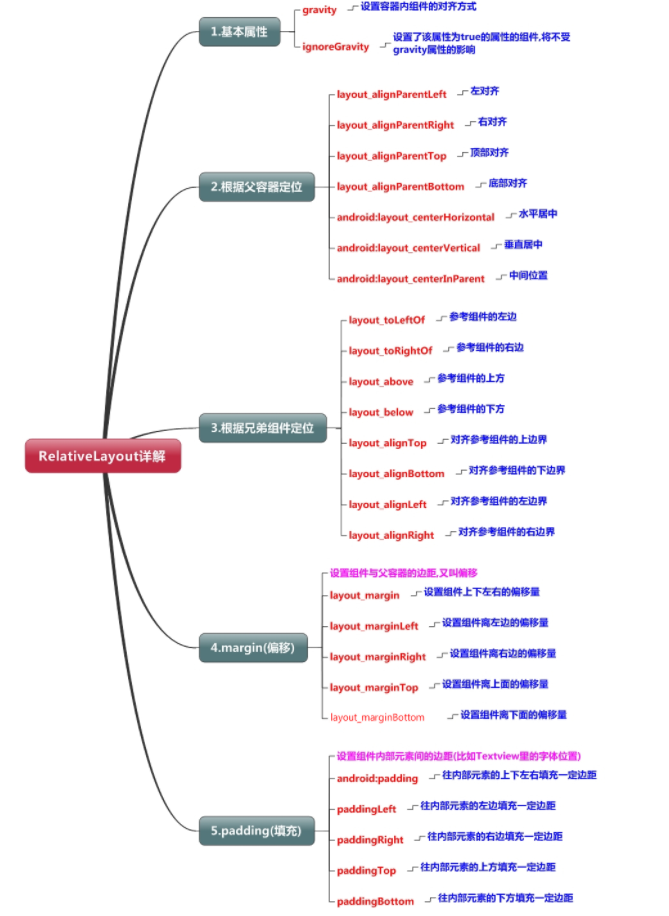 RelativeLayout详解
1.基本属性
gravity 设置容器内组件的对齐方式
ignoreGravity 设置了该属性为true的属性的组件,将不受
gravity属性的影响
2.根据父容器定位
layout_alignParentLeft 左对齐
layout_alignParentRight 右对齐
layout_alignParentTop 顶部对齐
layout_alignParentBottom 底部对齐
android:layout_centerHorizontal 水平居中
android:layout_centerVertical 垂直居中
android:layout_centerInParent 中间位置
3.根据兄弟组件定位
layout_toLeftOf 参考组件的左边
layout_toRightOf 参考组件的右边
layout_above 参考组件的上方
layout_below 参考组件的下方
layout_alignTop 对齐参考组件的上边界
layout_alignBottom 对齐参考组件的下边界
layout_alignLeft 对齐参考组件的左边界
layout_alignRight 对齐参考组件的右边界
4.margin(偏移)
设置组件与父容器的边距,又叫偏移
layout_margin 设置组件上下左右的偏移量
layout_marginLeft 设置组件离左边的偏移量
layout_marginRight 设置组件离右边的偏移量
layout_marginTop 设置组件离上面的偏移量
layout_marginBottom 设置组件离下面的偏移量
5.padding(填充)
设置组件内部元素间的边距(比如Textview里的字体位置)
android:padding 往内部元素的上下左右填充一定边距
paddingLeft 往内部元素的左边填充一定边距
paddingRight 往内部元素的右边填充一定边距
paddingTop 往内部元素的上方填充一定边距
paddingBottom 往内部元素的下方填充一定边距